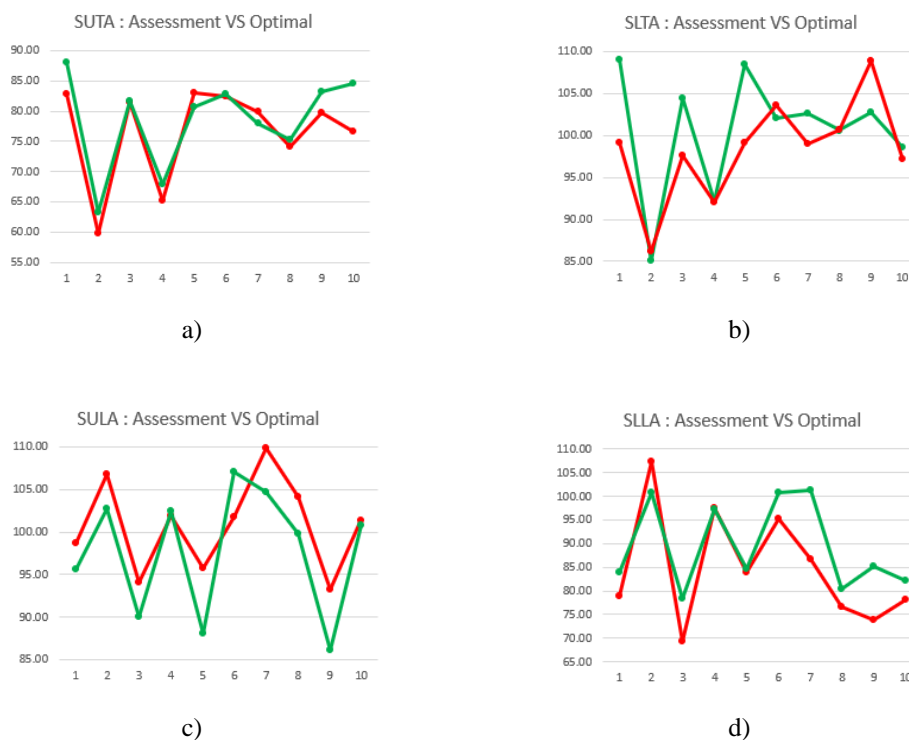 SUTA : Assessment VS Optimal
90.00
85.00
80.00
75.00
70.00
65.00
60.00
55.00
1 2 3 4 5 6 7 8 9 10
a)
SLTA : Assessment VS Optimal
110.00
105.00
100.00
95.00
90.00
85.00
1 2 3 4 5 6 7 8 9 10
b)
SULA : Assessment VS Optimal
110.00
105.00
100.00
95.00
90.00
85.00
1 2 3 4 5 6 7 8 9 10
c)
SLLA : Assessment VS Optimal
110.00
105.00
100.00
95.00
90.00
85.00
80.00
75.00
70.00
65.00
1 2 3 4 5 6 7 8 9 10
d)